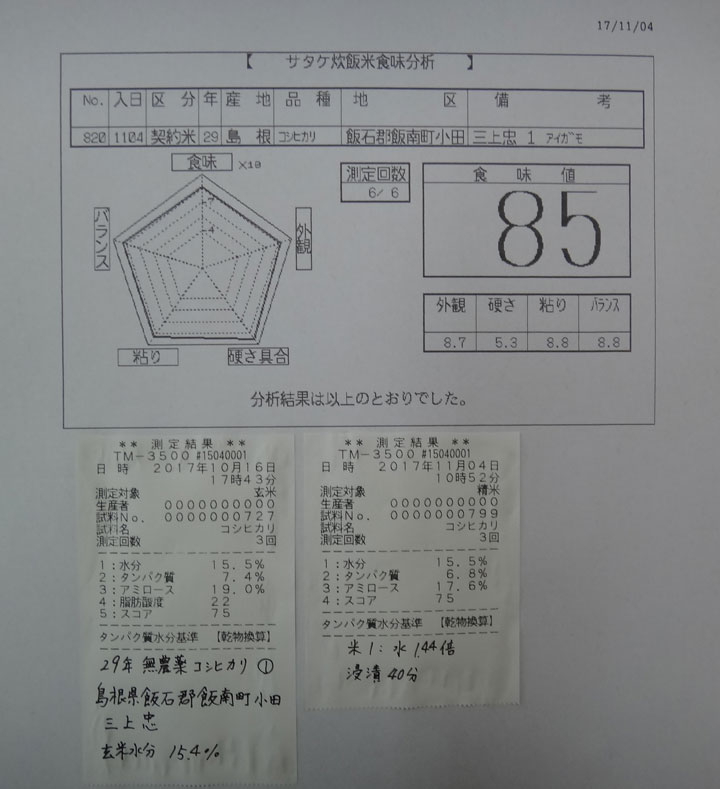 17/11/04
【 サタケ炊飯米食味分析 】
No. 入日 区分 年 産地 品種 地区 備考
820 1104 契約米 29 島根 コシヒカリ 飯石郡飯南町小田 三上忠 1 アイガモ
食味 ×10
測定回数
6/ 6
食味値
85
バランス
外観
7
4
粘り
硬さ具合
外観 硬さ 粘り バランス
8.7 5.3 8.8 8.8
分析結果は以上のとおりでした。
** 測定結果 **
TM-3500 #15040001
日時 2017年10月16日
17時43分
測定対象 玄米
生産者 0000000000
試料No. 0000000727
試料名 コシヒカリ
測定回数 3回
1:水分 15.5%
2:タンパク質 7.4%
3:アミロース 19.0%
4:脂肪酸度 22
5:スコア 75
タンパク質水分基準 【乾物換算】
29年 無農薬 コシヒカリ ①
島根県飯石郡飯南町小田
三上忠
玄米水分 15.4%
** 測定結果 **
TM-3500 #15040001
日時 2017年11月04日
10時52分
測定対象 精米
生産者 0000000000
試料No. 0000000799
試料名 コシヒカリ
測定回数 3回
1:水分 15.5%
2:タンパク質 6.8%
3:アミロース 17.6%
4:スコア 75
タンパク質水分基準 【乾物換算】
米1:水1.44倍
浸漬40分